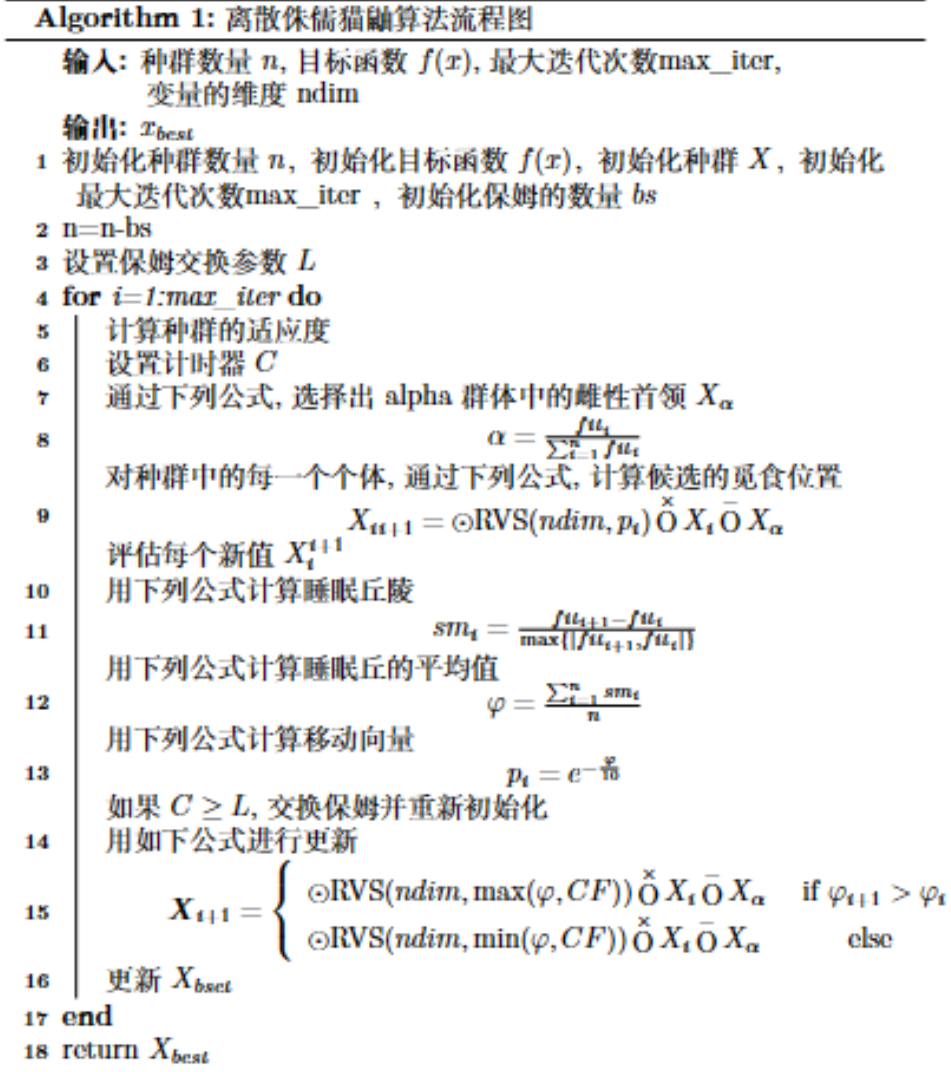 Algorithm 1: 离散侏儒猫鼬算法流程图
输入: 种群数量 n, 目标函数 f(x), 最大迭代次数max_iter,
变量的维度 ndim
输出: x_best
1 初始化种群数量 n, 初始化目标函数 f(x), 初始化种群 X, 初始化
最大迭代次数max_iter , 初始化保姆的数量 bs
2 n=n-bs
3 设置保姆交换参数 L
4 for i=1:max_iter do
5 计算种群的适应度
6 设置计时器 C
7 通过下列公式, 选择出 alpha 群体中的雌性首领 X_α
8 α = fit_i / ∑_{i=1}^{n} fit_i
对种群中的每一个个体, 通过下列公式, 计算候选的觅食位置
9 X_{it+1} = ⊙RVS(ndim, p_i) Ǒ^× X_i Ō X_α
评估每个新值 X_i^{t+1}
10 用下列公式计算睡眠丘陵
11 sm_i = (fit_{i+1} − fit_i) / max{|fit_{i+1}, fit_i|}
用下列公式计算睡眠丘的平均值
12 φ = ∑_{i=1}^{n} sm_i / n
用下列公式计算移动向量
13 p_i = e^{−φ/10}
如果 C ≥ L, 交换保姆并重新初始化
14 用如下公式进行更新
15 X_{i+1} = { ⊙RVS(ndim, max(φ, CF)) O^× X_i Ō X_α if φ_{i+1} > φ_i
⊙RVS(ndim, min(φ, CF)) O^× X_i Ō X_α else
16 更新 X_bset
17 end
18 return X_best